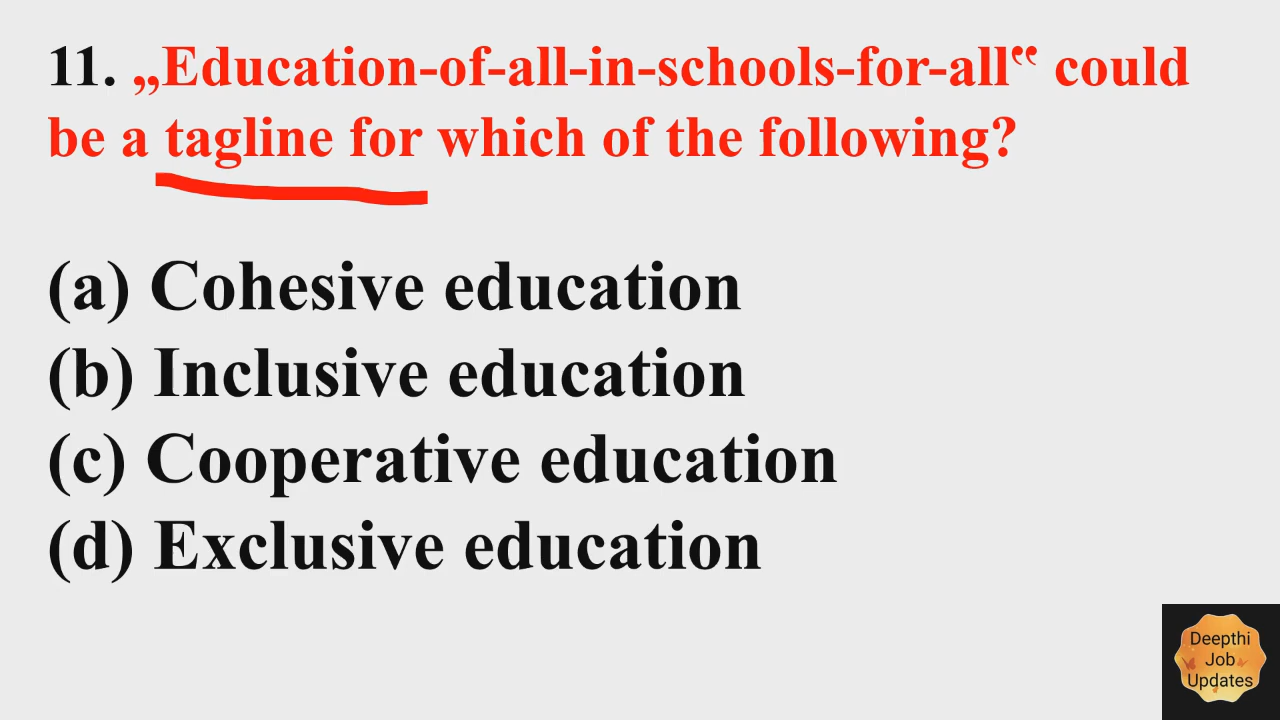 11. „Education-of-all-in-schools-for-all‟ could
be a tagline for which of the following?
(a) Cohesive education
(b) Inclusive education
(c) Cooperative education
(d) Exclusive education
Deepthi
Job
Updates